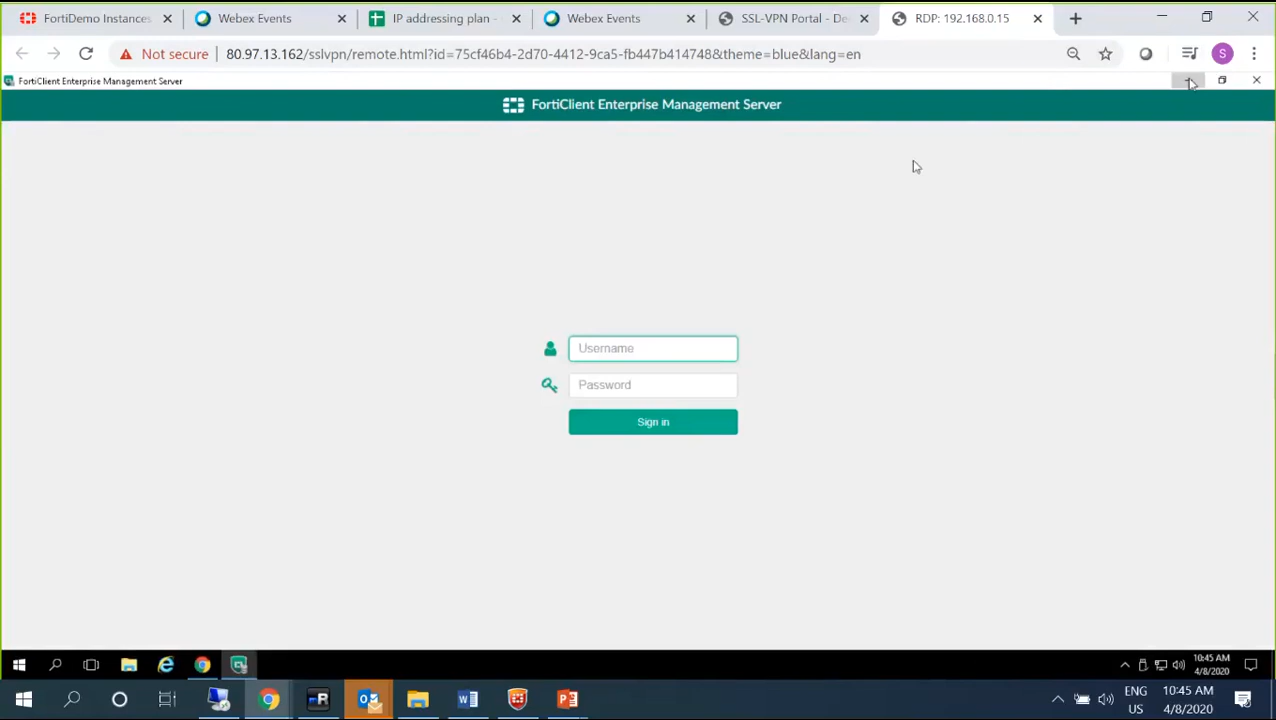 FortiDemo Instances
Webex Events
IP addressing plan -
Webex Events
SSL-VPN Portal - De
RDP: 192.168.0.15
Not secure
80.97.13.162/sslvpn/remote.html?id=75cf46b4-2d70-4412-9ca5-fb447b414748&theme=blue&lang=en
S
FortiClient Enterprise Management Server
FortiClient Enterprise Management Server
Username
Password
Sign in
10:45 AM
4/8/2020
ENG
US
10:45 AM
4/8/2020